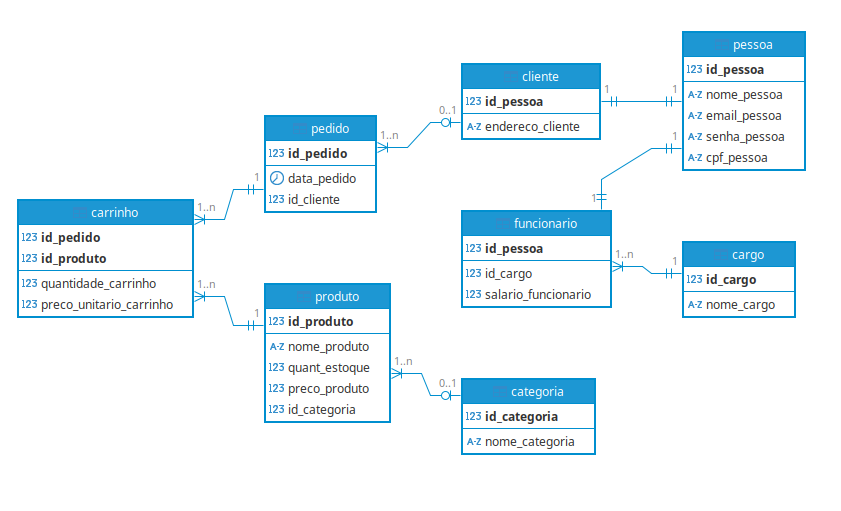 pessoa
123 id_pessoa
A-Z nome_pessoa
A-Z email_pessoa
A-Z senha_pessoa
A-Z cpf_pessoa
cliente
123 id_pessoa
A-Z endereco_cliente
1
1
0..1
1..n
pedido
123 id_pedido
data_pedido
123 id_cliente
1
1..n
carrinho
123 id_pedido
123 id_produto
123 quantidade_carrinho
123 preco_unitario_carrinho
1..n
1
produto
123 id_produto
A-Z nome_produto
123 quant_estoque
123 preco_produto
123 id_categoria
1..n
0..1
categoria
123 id_categoria
A-Z nome_categoria
1
1
funcionario
123 id_pessoa
123 id_cargo
123 salario_funcionario
1..n
1
cargo
123 id_cargo
A-Z nome_cargo